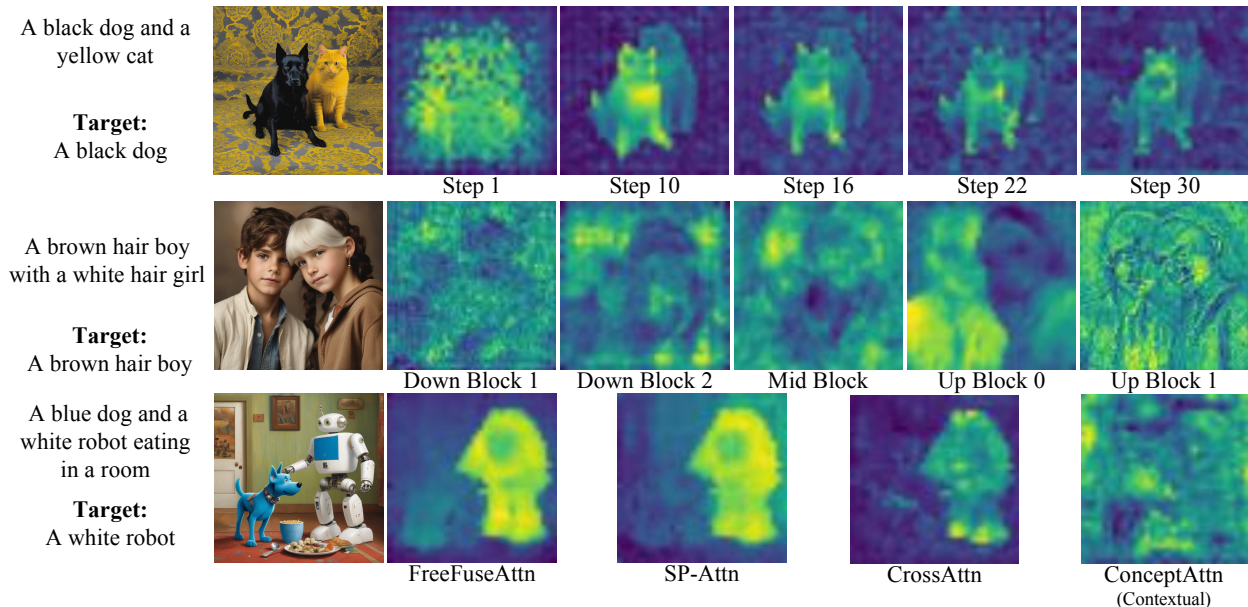 A black dog and a
yellow cat
Target:
A black dog
Step 1
Step 10
Step 16
Step 22
Step 30
A brown hair boy
with a white hair girl
Target:
A brown hair boy
Down Block 1
Down Block 2
Mid Block
Up Block 0
Up Block 1
A blue dog and a
white robot eating
in a room
Target:
A white robot
FreeFuseAttn
SP-Attn
CrossAttn
ConceptAttn
(Contextual)